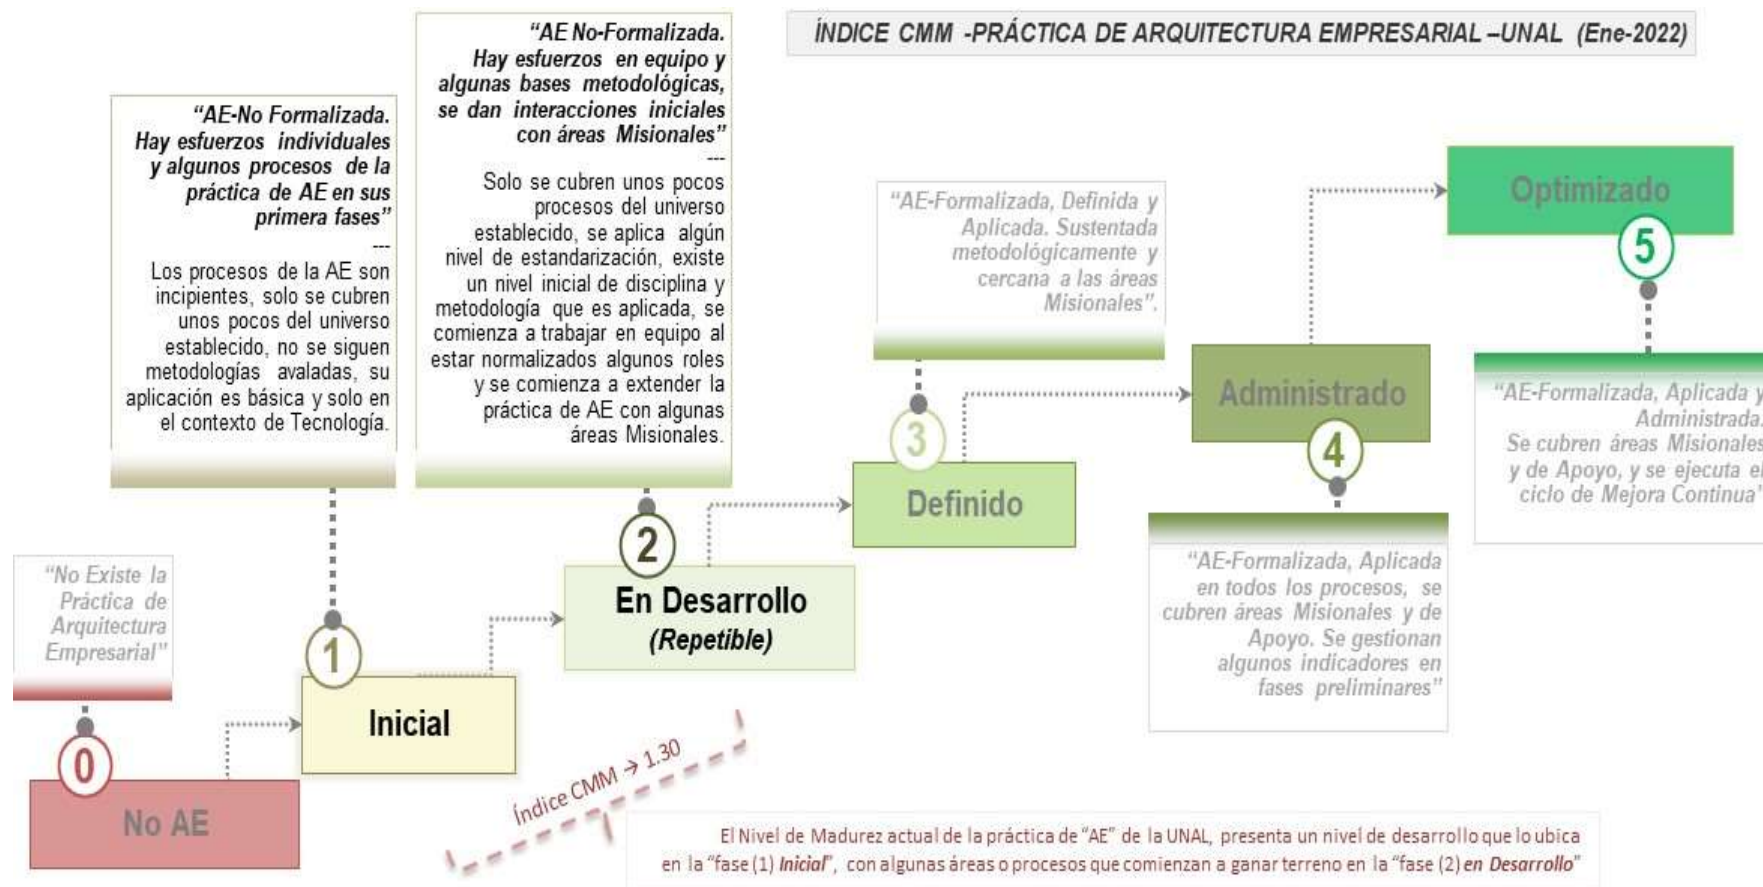 ÍNDICE CMM -PRÁCTICA DE ARQUITECTURA EMPRESARIAL –UNAL (Ene-2022)
“No Existe la
Práctica de
Arquitectura
Empresarial”
0
No AE
“AE-No Formalizada.
Hay esfuerzos individuales
y algunos procesos de la
práctica de AE en sus
primera fases”
---
Los procesos de la AE son
incipientes, solo se cubren
unos pocos del universo
establecido, no se siguen
metodologías avaladas, su
aplicación es básica y solo en
el contexto de Tecnología.
1
Inicial
“AE No-Formalizada.
Hay esfuerzos en equipo y
algunas bases metodológicas,
se dan interacciones iniciales
con áreas Misionales”
---
Solo se cubren unos pocos
procesos del universo
establecido, se aplica algún
nivel de estandarización, existe
un nivel inicial de disciplina y
metodología que es aplicada, se
comienza a trabajar en equipo al
estar normalizados algunos roles
y se comienza a extender la
práctica de AE con algunas
áreas Misionales.
2
En Desarrollo
(Repetible)
“AE-Formalizada, Definida y
Aplicada. Sustentada
metodológicamente y
cercana a las áreas
Misionales”.
3
Definido
Administrado
4
“AE-Formalizada, Aplicada
en todos los procesos, se
cubren áreas Misionales y de
Apoyo. Se gestionan
algunos indicadores en
fases preliminares”
Optimizado
5
“AE-Formalizada, Aplicada y
Administrada.
Se cubren áreas Misionales
y de Apoyo, y se ejecuta el
ciclo de Mejora Continua”
Índice CMM → 1.30
El Nivel de Madurez actual de la práctica de “AE” de la UNAL, presenta un nivel de desarrollo que lo ubica
en la “fase (1) Inicial”, con algunas áreas o procesos que comienzan a ganar terreno en la “fase (2) en Desarrollo”